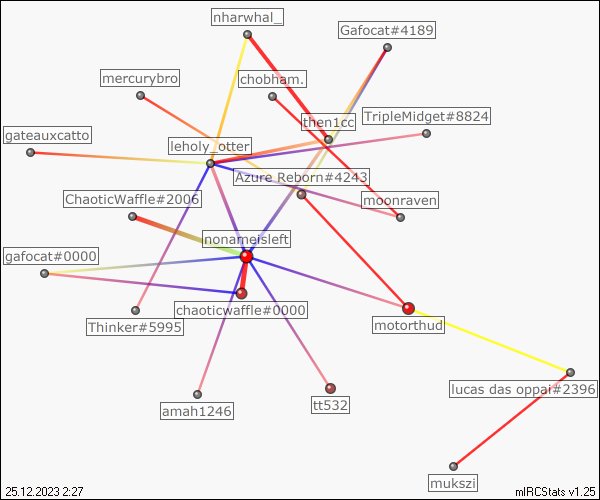 nharwhal_
Gafocat#4189
mercurybro
chobham.
then1cc
TripleMidget#8824
gateauxcatto
leholy_otter
Azure Reborn#4243
ChaoticWaffle#2006
moonraven
nonameisleft
gafocat#0000
chaoticwaffle#0000
Thinker#5995
motorthud
lucas das oppai#2396
amah1246
tt532
mukszi
25.12.2023 2:27
mIRCStats v1.25